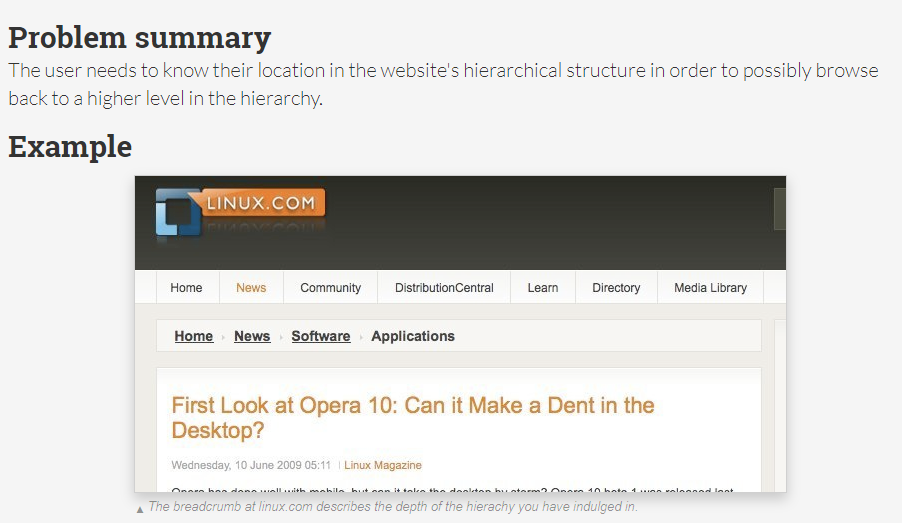 Problem summary
The user needs to know their location in the website's hierarchical structure in order to possibly browse
back to a higher level in the hierarchy.
Example
LINUX.COM
Home News Community DistributionCentral Learn Directory Media Library
Home News Software Applications
First Look at Opera 10: Can it Make a Dent in the
Desktop?
Wednesday, 10 June 2009 05:11 | Linux Magazine
Opera has done well with mobile, but can it take the desktop by storm? Opera 10 beta 1 was released last
▲ The breadcrumb at linux.com describes the depth of the hierachy you have indulged in.